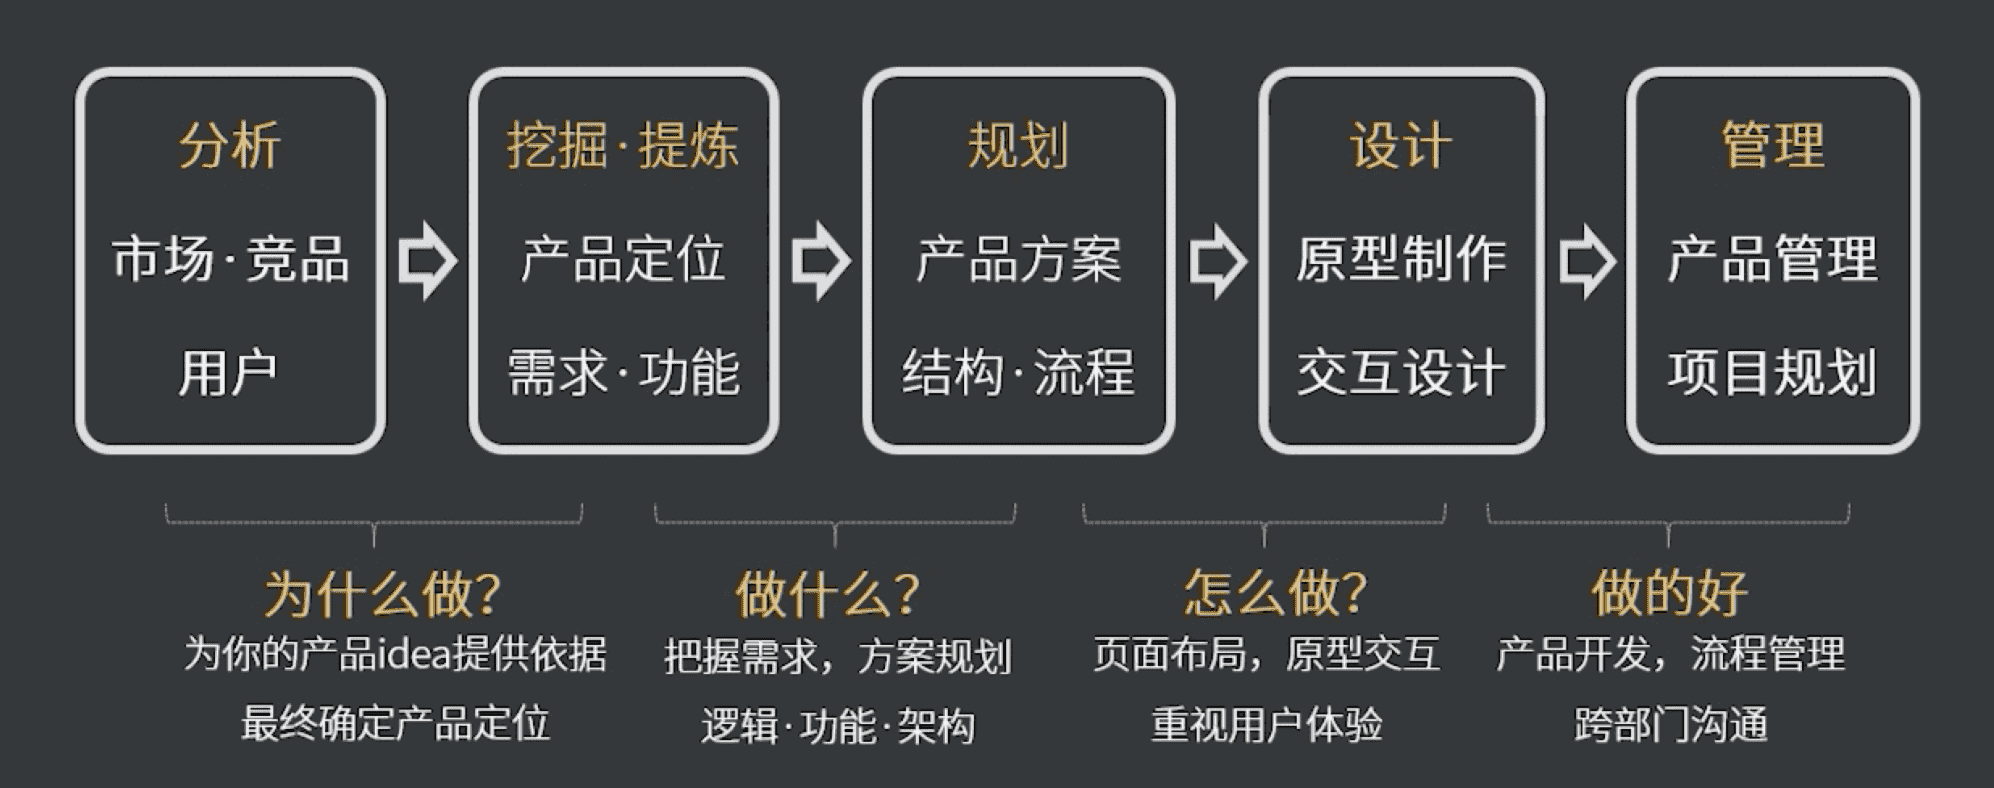 分析
市场·竞品
用户
挖掘·提炼
产品定位
需求·功能
规划
产品方案
结构·流程
设计
原型制作
交互设计
管理
产品管理
项目规划
为什么做？
为你的产品idea提供依据
最终确定产品定位
做什么？
把握需求，方案规划
逻辑·功能·架构
怎么做？
页面布局，原型交互
重视用户体验
做的好
产品开发，流程管理
跨部门沟通